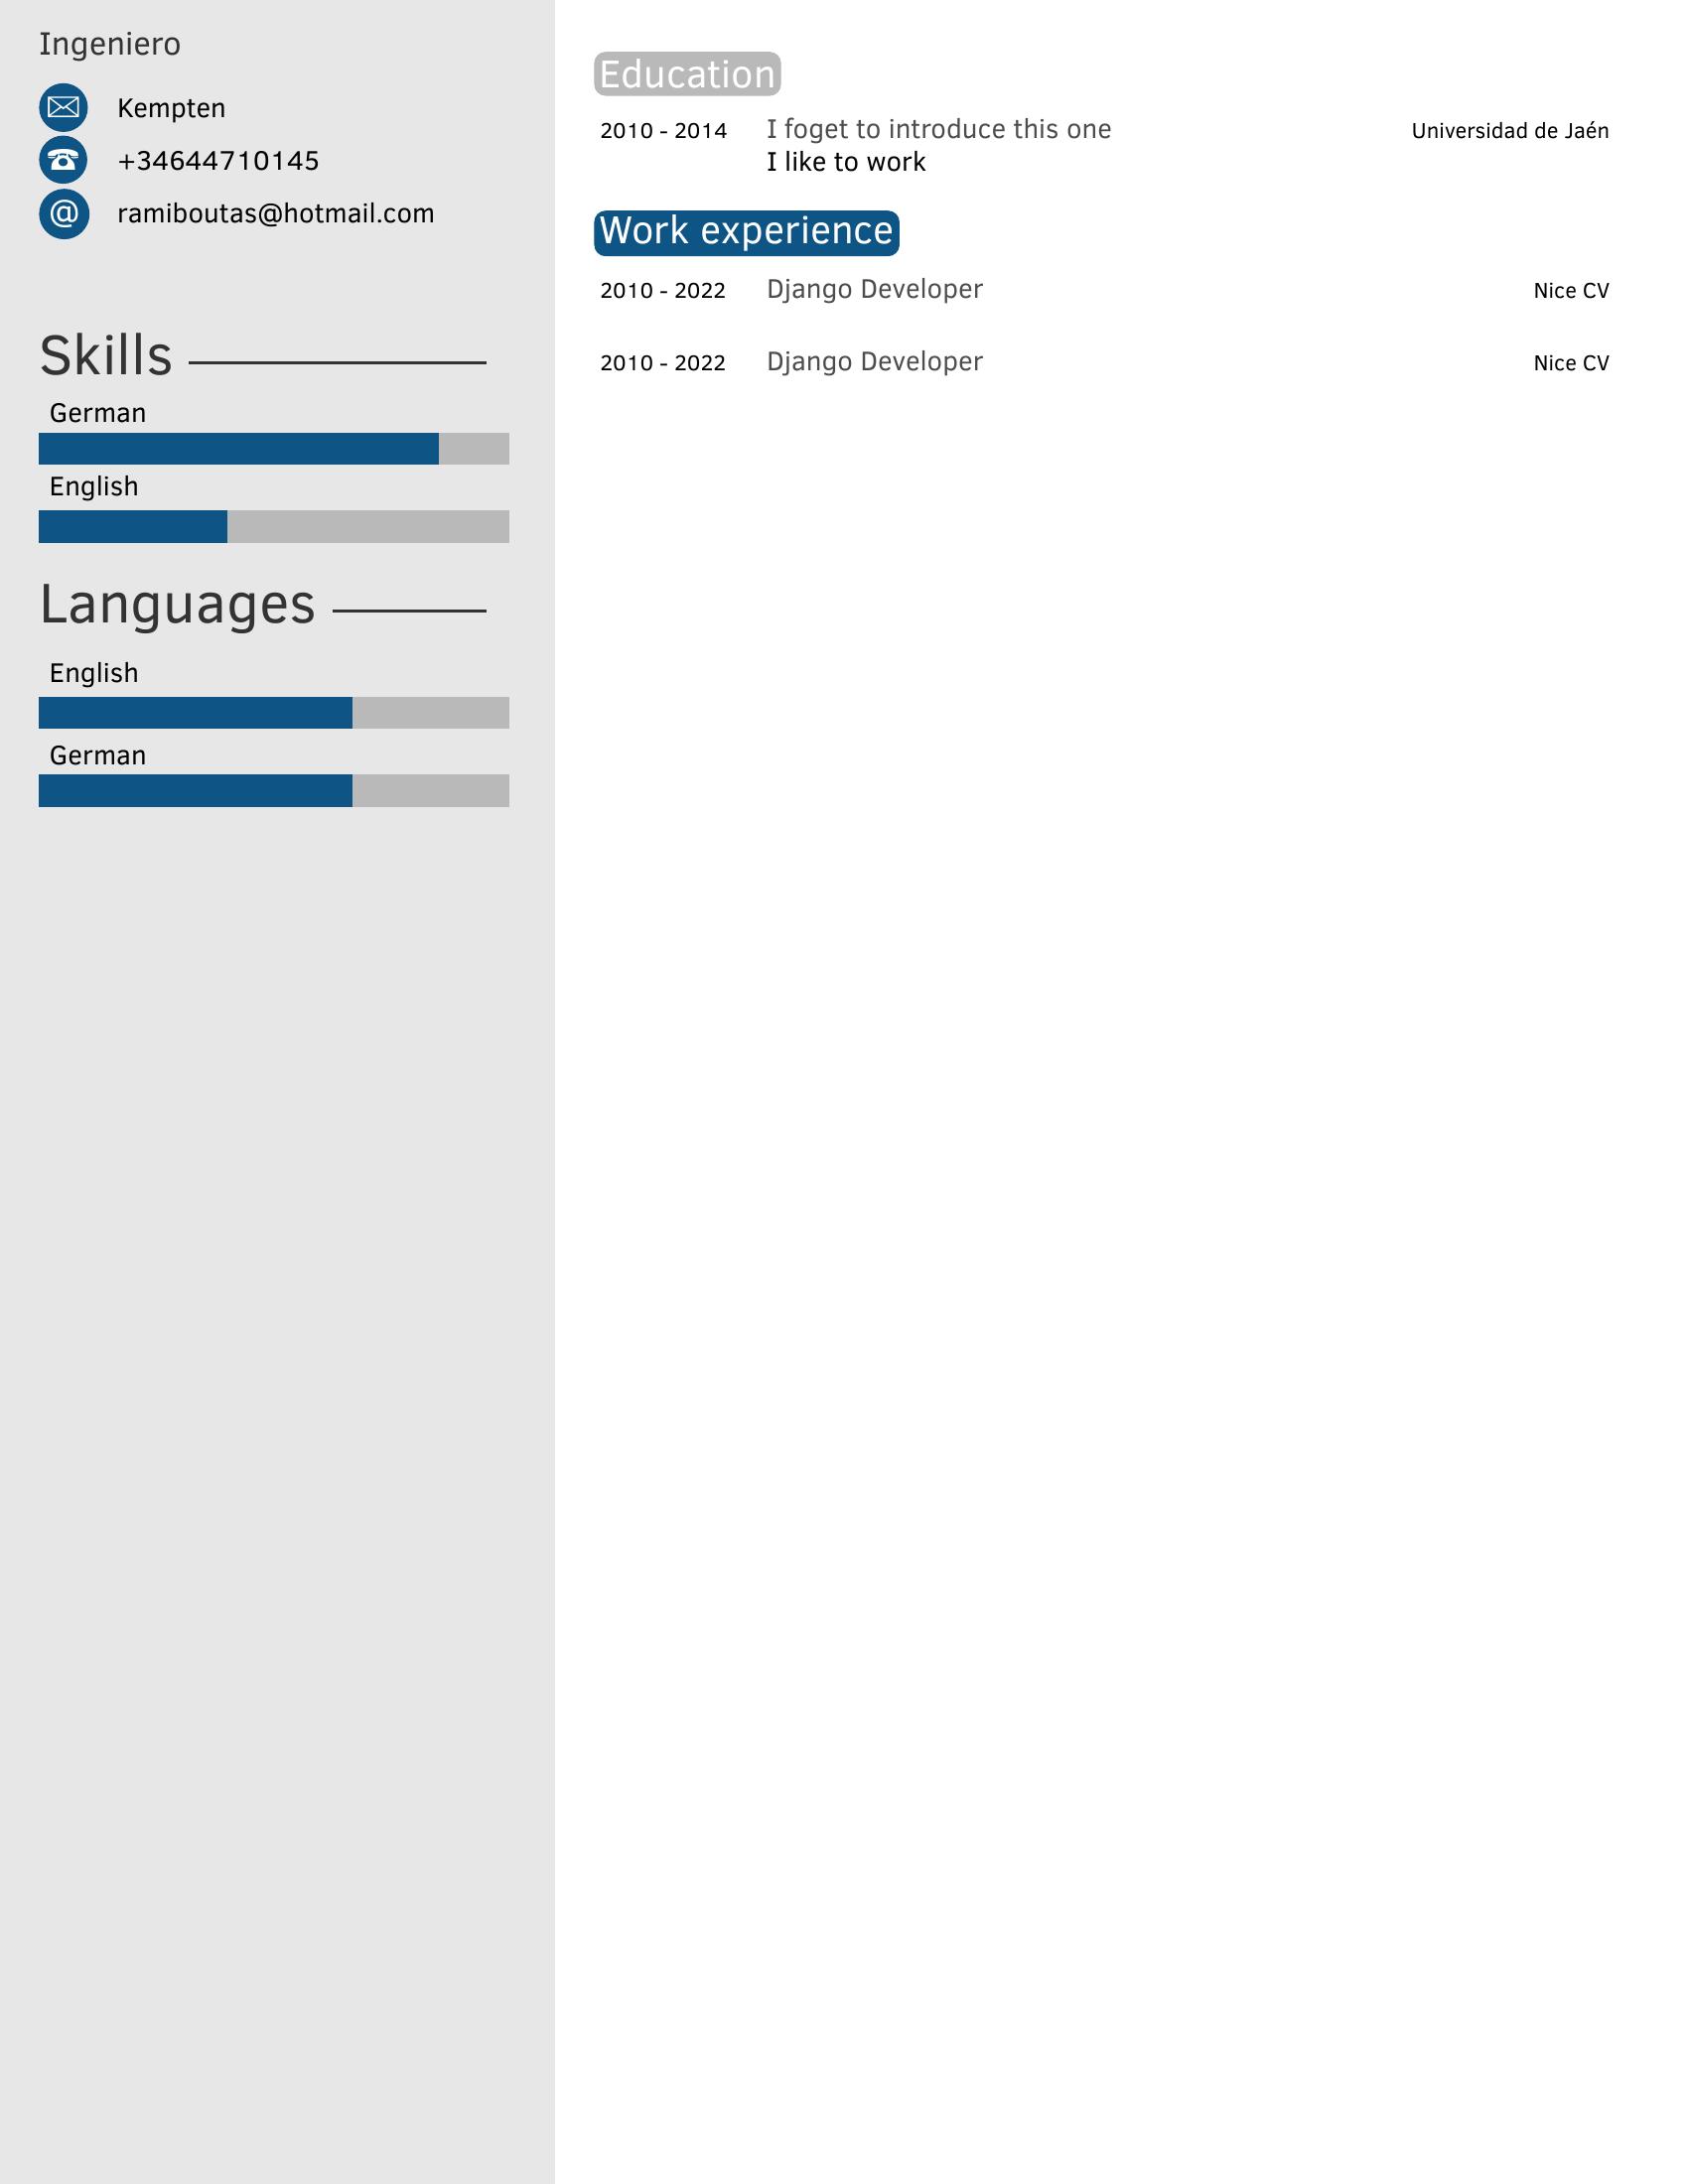 Ingeniero
Kempten
+34644710145
@ ramiboutas@hotmail.com
Skills
German
English
Languages
English
German
Education
2010 - 2014 I foget to introduce this one Universidad de Jaén
I like to work
Work experience
2010 - 2022 Django Developer Nice CV
2010 - 2022 Django Developer Nice CV